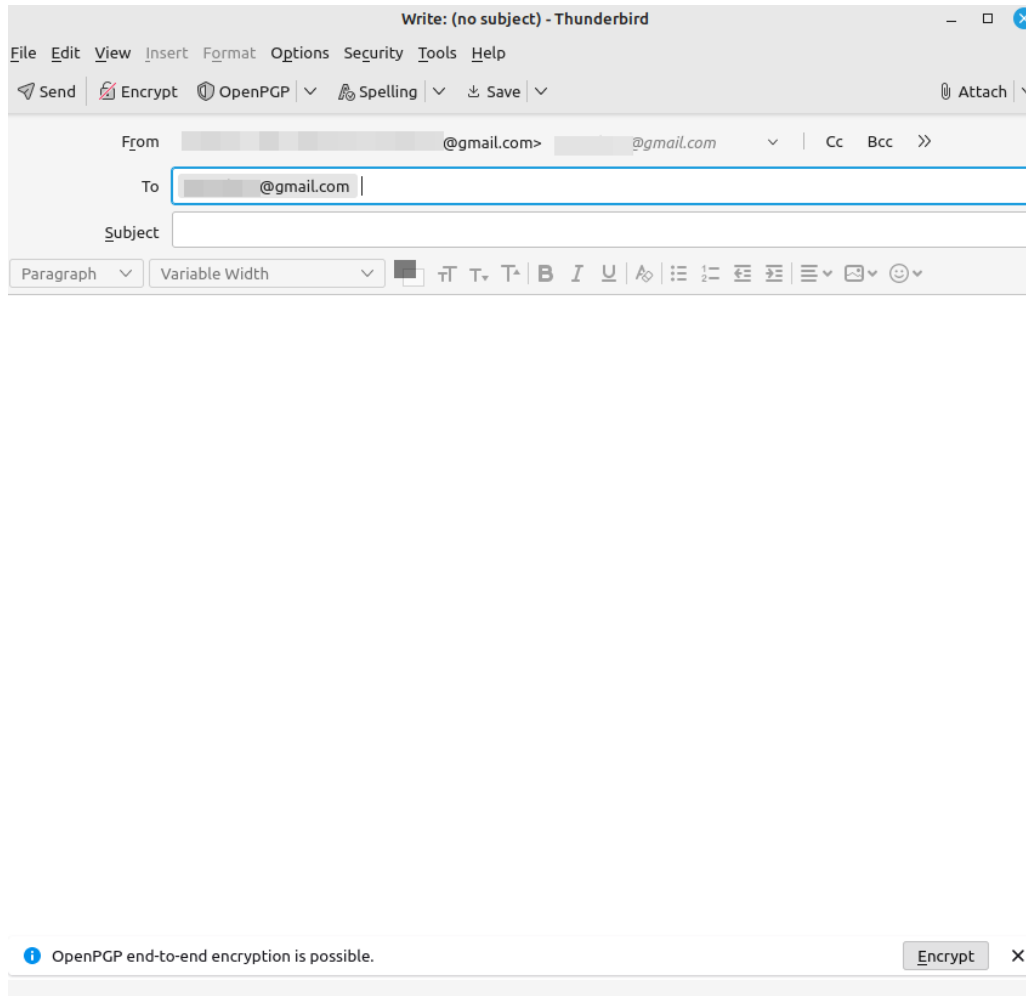 Write: (no subject) - Thunderbird
File Edit View Insert Format Options Security Tools Help
Send Encrypt OpenPGP Spelling Save Attach
From @gmail.com> @gmail.com Cc Bcc
To @gmail.com
Subject
Paragraph Variable Width
OpenPGP end-to-end encryption is possible. Encrypt